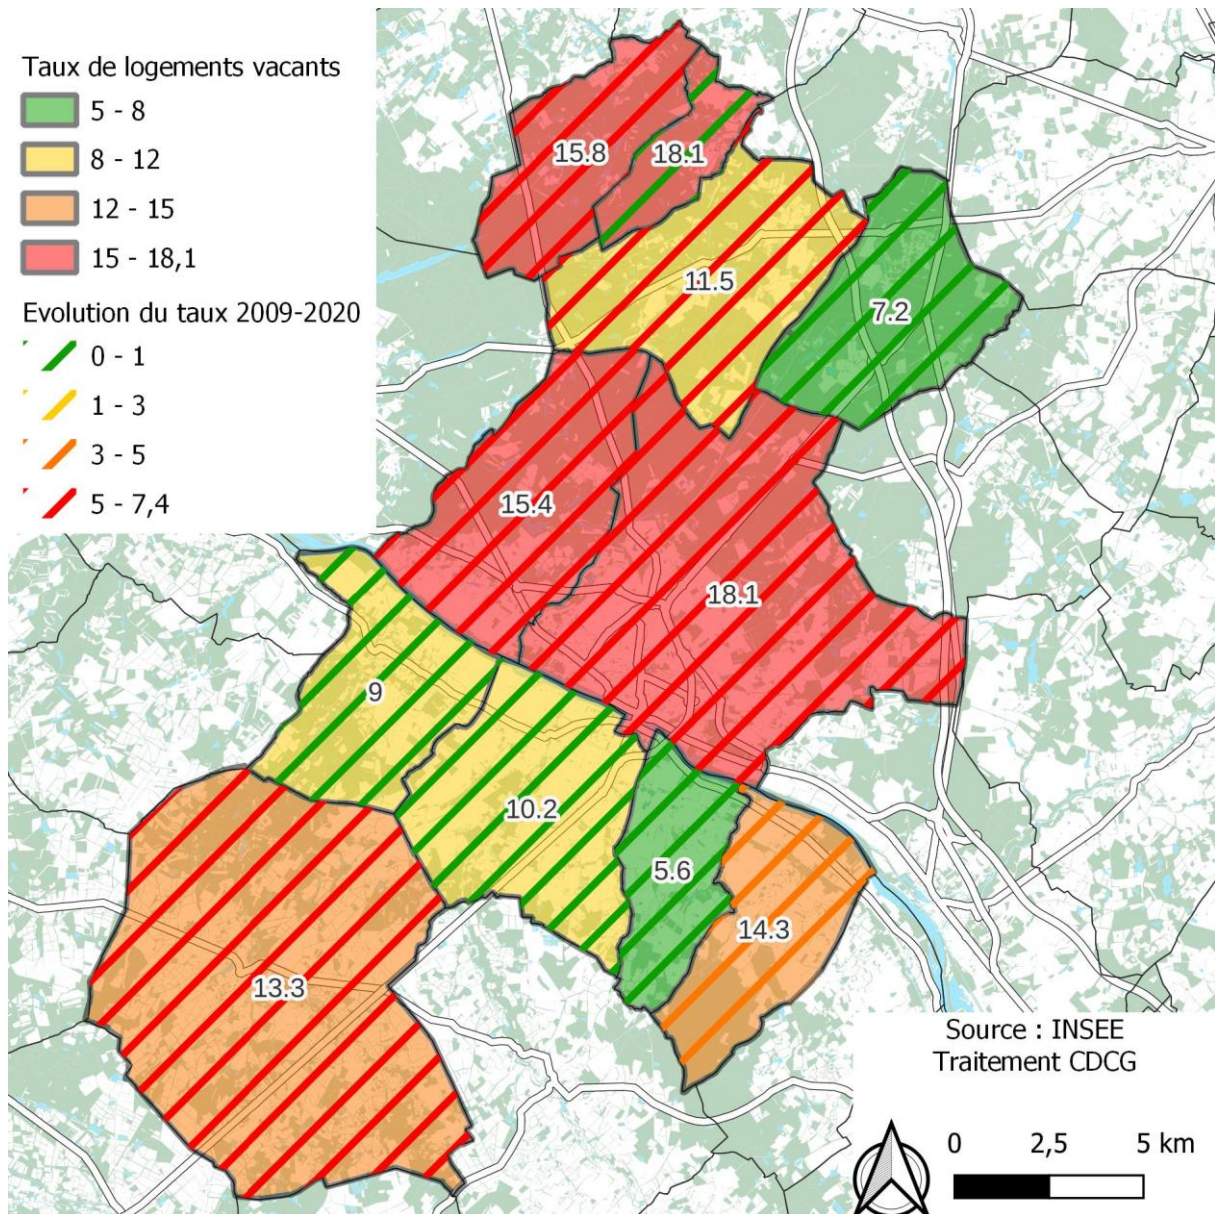 Taux de logements vacants
5 - 8
8 - 12
12 - 15
15 - 18,1
Evolution du taux 2009-2020
0 - 1
1 - 3
3 - 5
5 - 7,4
15.8
18.1
11.5
7.2
15.4
18.1
9
10.2
5.6
14.3
13.3
Source : INSEE
Traitement CDCG
0 2,5 5 km